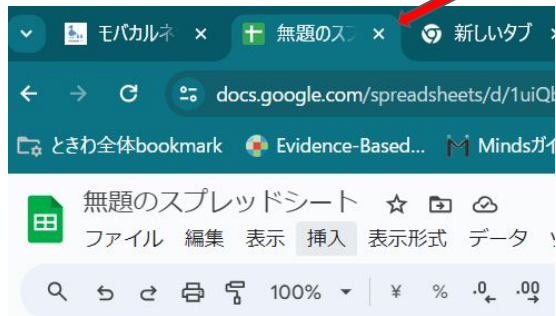 モバカルネ 無題のス 新しいタブ
docs.google.com/spreadsheets/d/1uiQ
ときわ全体bookmark Evidence-Based... Mindsガイ
無題のスプレッドシート
ファイル 編集 表示 挿入 表示形式 データ
100% ¥ % .0 .00